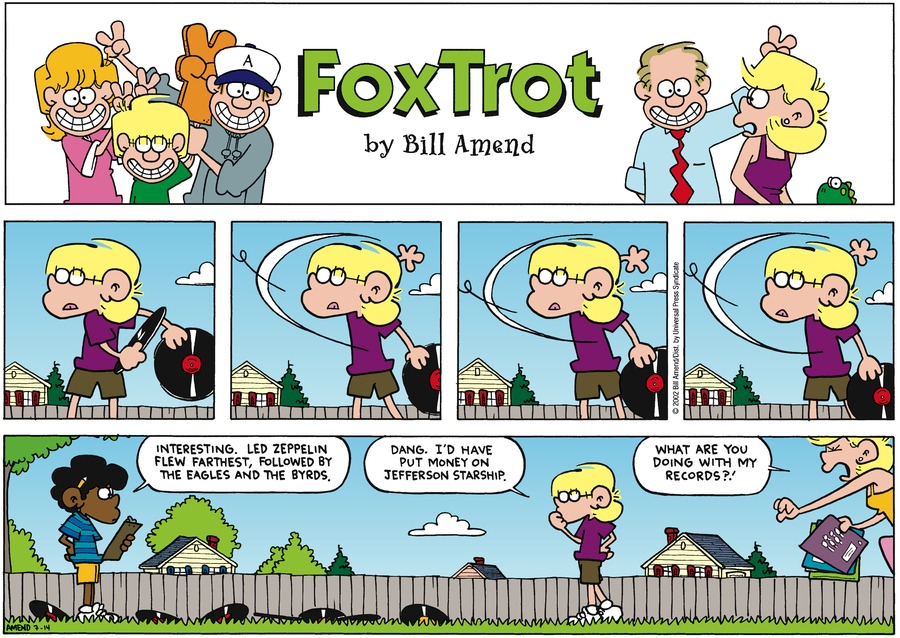 A
FoxTrot
by Bill Amend
© 2002 Bill Amend/Dist. by Universal Press Syndicate
INTERESTING. LED ZEPPELIN
FLEW FARTHEST, FOLLOWED BY
THE EAGLES AND THE BYRDS.
DANG. I'D HAVE
PUT MONEY ON
JEFFERSON STARSHIP.
WHAT ARE YOU
DOING WITH MY
RECORDS?!
AMEND 7-14